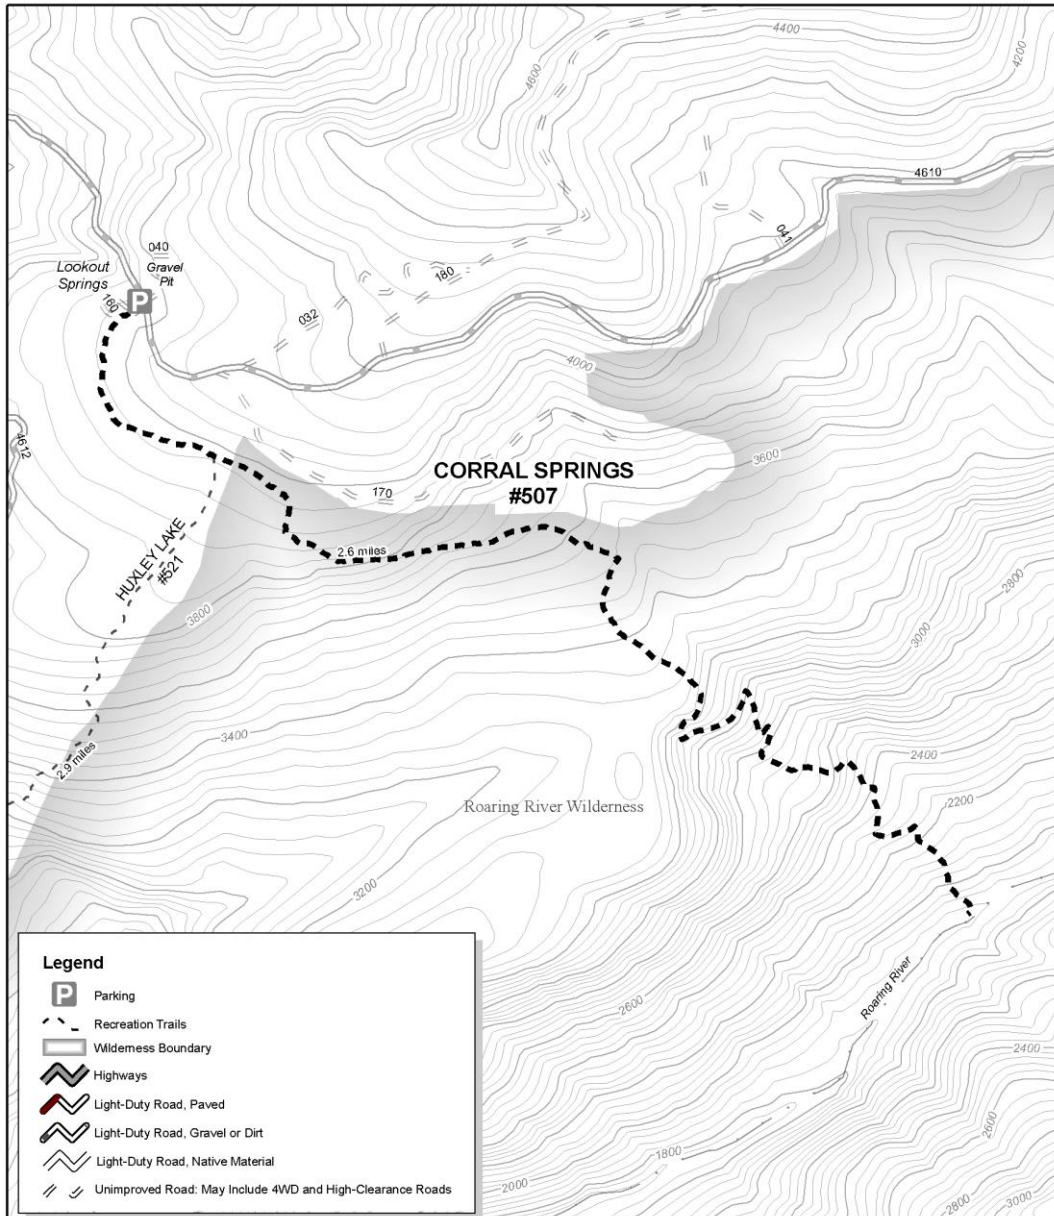 4400
4200
4600
4610
041
040
Gravel
Pit
Lookout
Springs
180
160
P
032
4000
4612
3600
CORRAL SPRINGS
#507
170
2.6 miles
HUXLEY LAKE
#521
2800
3800
3000
3400
2.9 miles
2400
2200
Roaring River Wilderness
3200
Roaring River
2600
2400
2600
1800
2000
2800
3000
Legend
P Parking
Recreation Trails
Wilderness Boundary
Highways
Light-Duty Road, Paved
Light-Duty Road, Gravel or Dirt
Light-Duty Road, Native Material
Unimproved Road: May Include 4WD and High-Clearance Roads